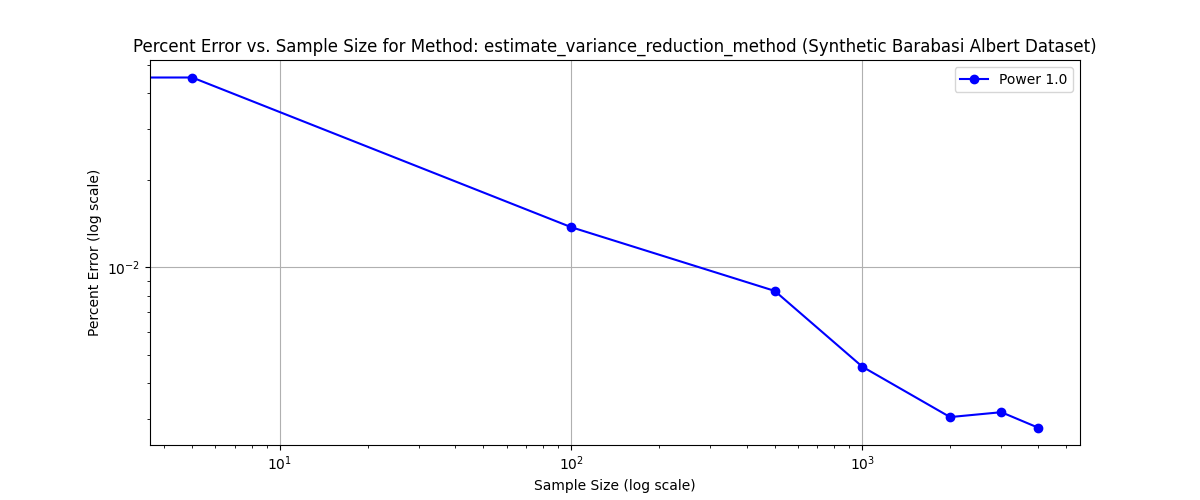 Percent Error vs. Sample Size for Method: estimate_variance_reduction_method (Synthetic Barabasi Albert Dataset)
Power 1.0
Percent Error (log scale)
10⁻²
10¹ 10² 10³
Sample Size (log scale)